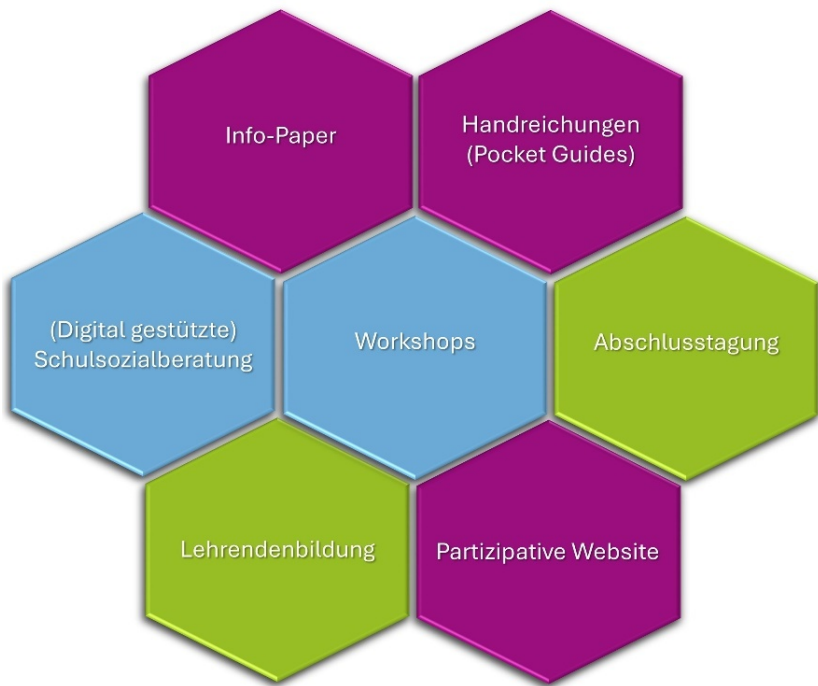 Info-Paper
Handreichungen
(Pocket Guides)
(Digital gestützte)
Schulsozialberatung
Workshops
Abschlusstagung
Lehrendenbildung
Partizipative Website